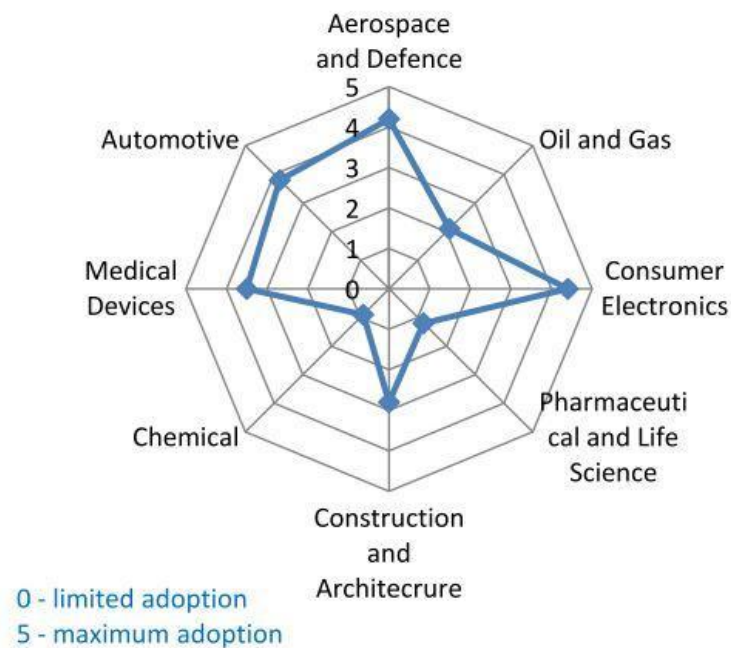 Aerospace
and Defence
5
4
3
2
1
0
Automotive
Oil and Gas
Medical
Devices
Consumer
Electronics
Chemical
Pharmaceuti
cal and Life
Science
Construction
and
Architecrure
0 - limited adoption
5 - maximum adoption